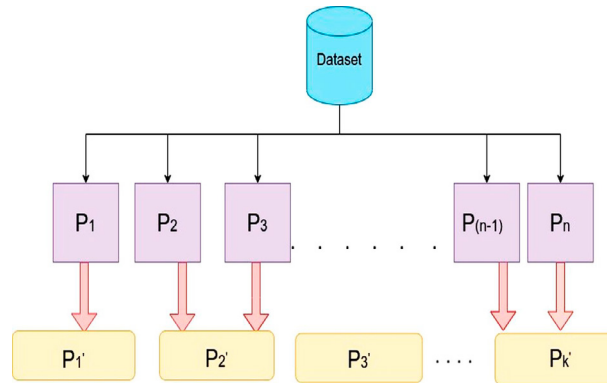 Dataset
P1 P2 P3 . . . . . . P(n-1) Pn
P1' P2' P3' . . . . Pk'